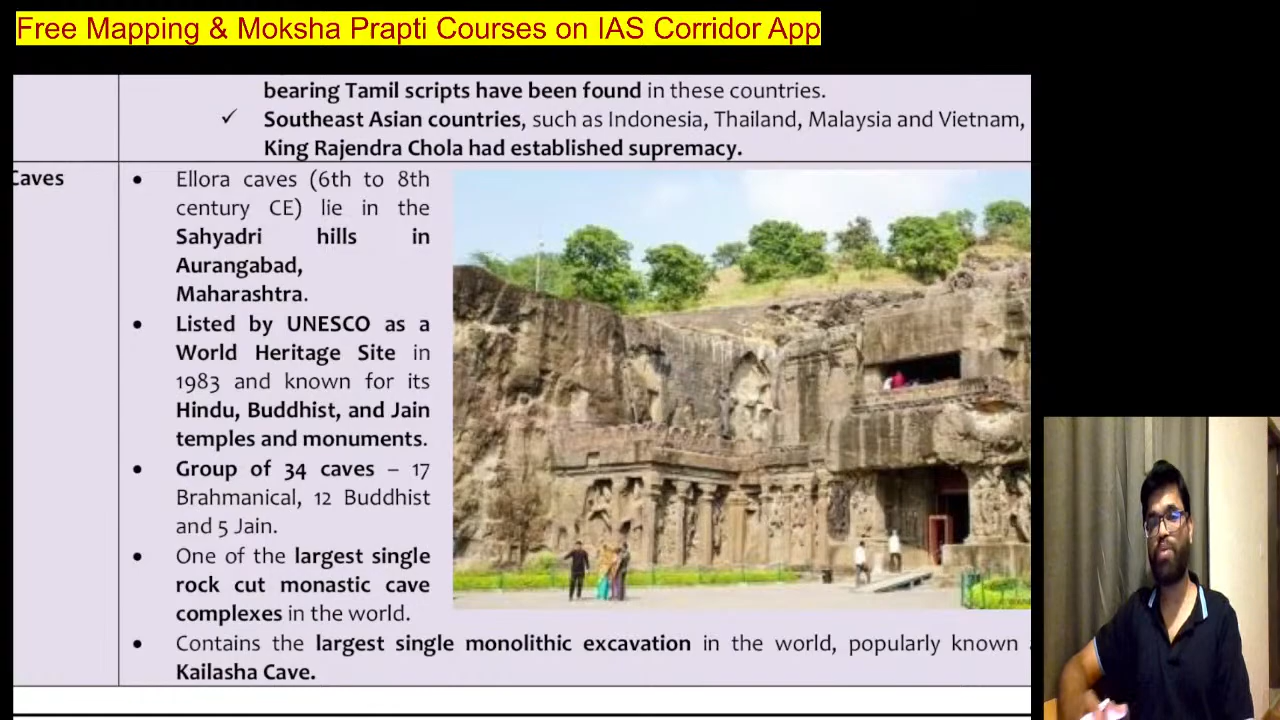 Free Mapping & Moksha Prapti Courses on IAS Corridor App
bearing Tamil scripts have been found in these countries.
✓ Southeast Asian countries, such as Indonesia, Thailand, Malaysia and Vietnam,
King Rajendra Chola had established supremacy.
Caves
• Ellora caves (6th to 8th
century CE) lie in the
Sahyadri hills in
Aurangabad,
Maharashtra.
• Listed by UNESCO as a
World Heritage Site in
1983 and known for its
Hindu, Buddhist, and Jain
temples and monuments.
• Group of 34 caves – 17
Brahmanical, 12 Buddhist
and 5 Jain.
• One of the largest single
rock cut monastic cave
complexes in the world.
• Contains the largest single monolithic excavation in the world, popularly known
Kailasha Cave.